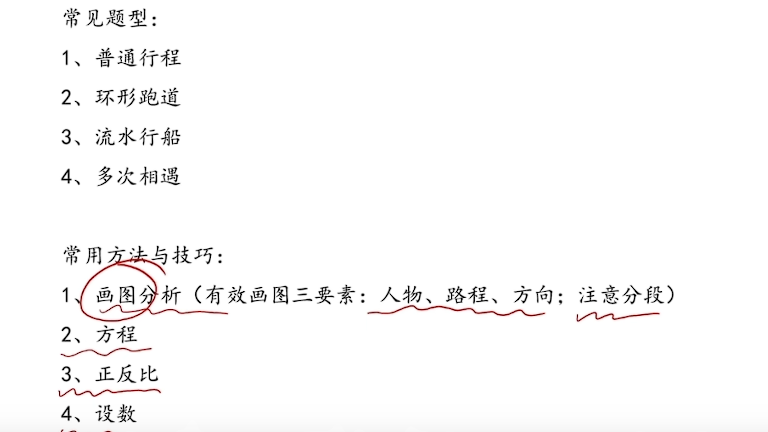 常见题型：
1、普通行程
2、环形跑道
3、流水行船
4、多次相遇
常用方法与技巧：
1、画图分析（有效画图三要素：人物、路程、方向；注意分段）
2、方程
3、正反比
4、设数